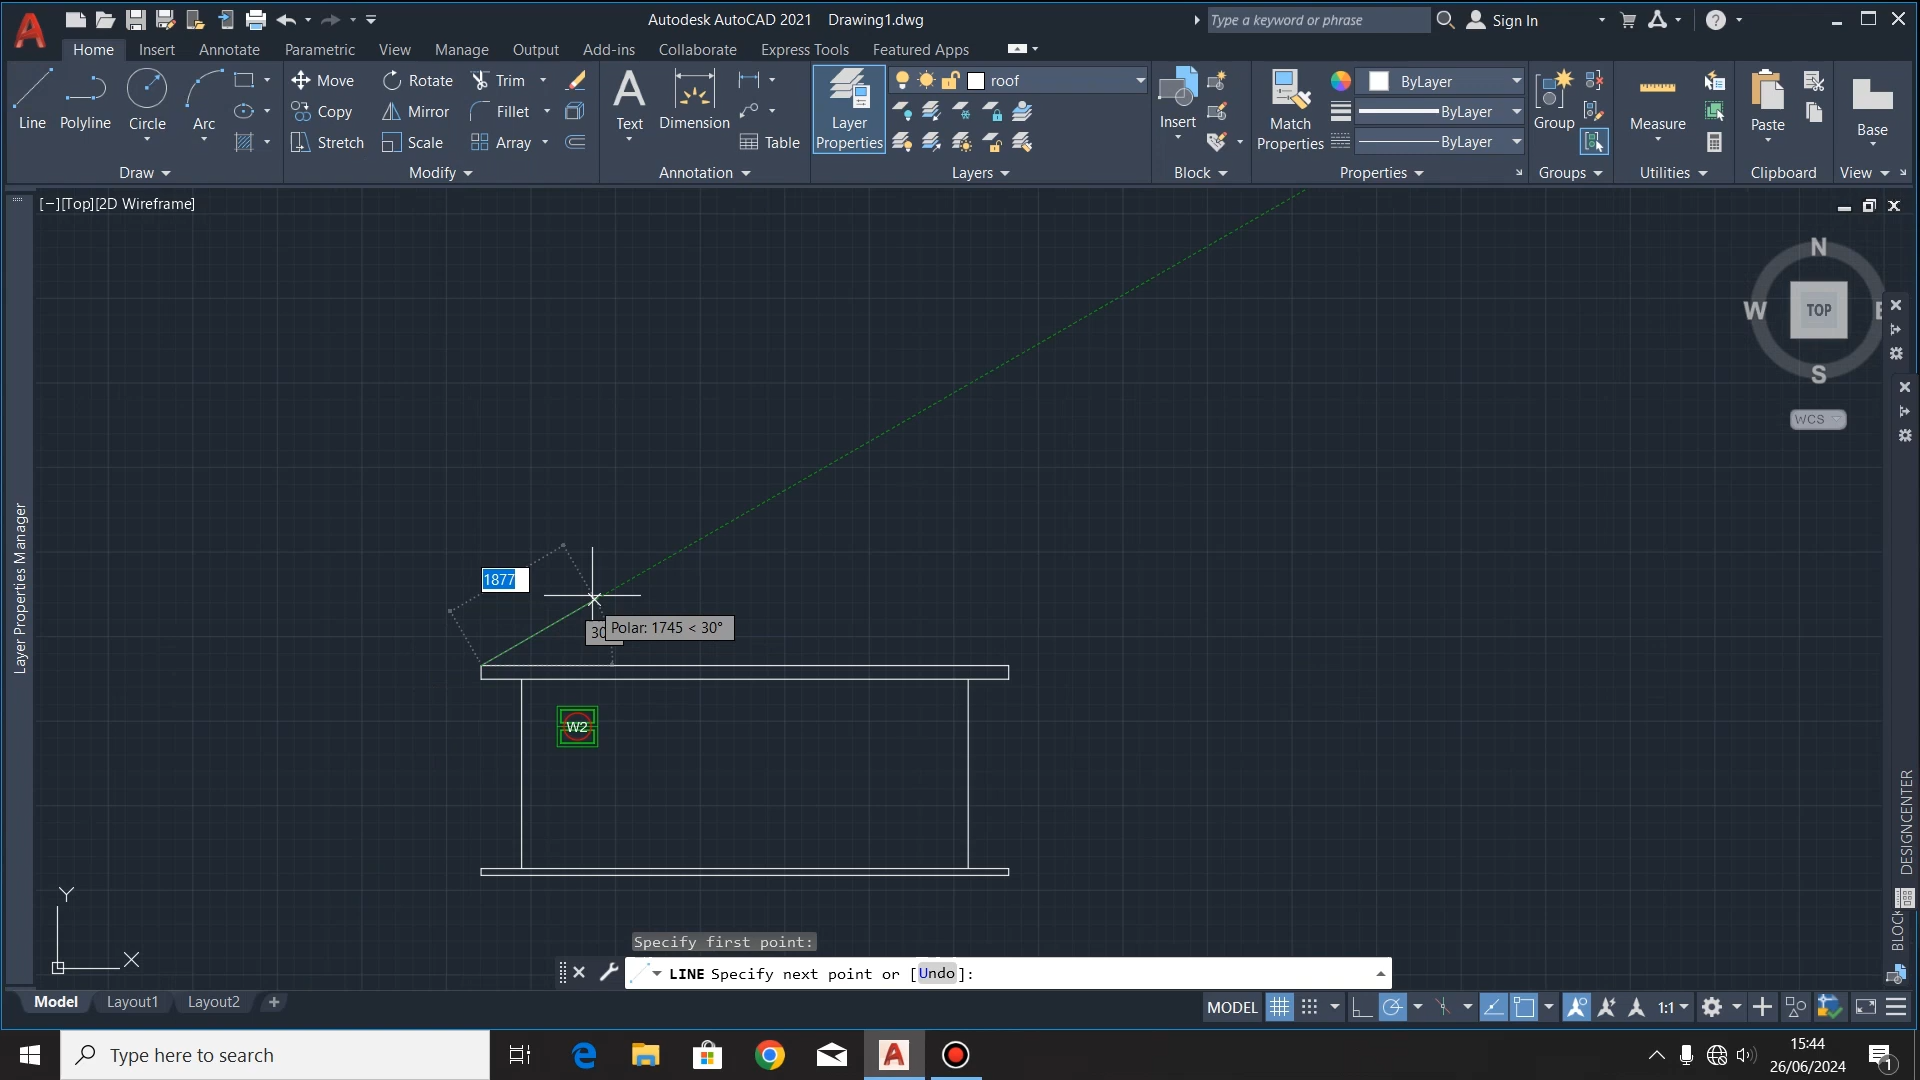 Autodesk AutoCAD 2021 Drawing1.dwg
Type a keyword or phrase
Sign In
Home Insert Annotate Parametric View Manage Output Add-ins Collaborate Express Tools Featured Apps
Line Polyline Circle Arc
Draw
Move Rotate Trim
Copy Mirror Fillet
Stretch Scale Array
Modify
Text Dimension
Table
Annotation
Layer Properties
roof
Layers
Insert
Block
Match Properties
ByLayer
ByLayer
ByLayer
Properties
Group
Groups
Measure
Utilities
Paste
Clipboard
Base
View
[−][Top][2D Wireframe]
N
W TOP E
S
WCS
Layer Properties Manager
1877
30
Polar: 1745 < 30°
W2
DESIGNCENTER
Y
X
Specify first point:
LINE Specify next point or [Undo]:
Model Layout1 Layout2 +
MODEL
1:1
Type here to search
15:44
26/06/2024
1